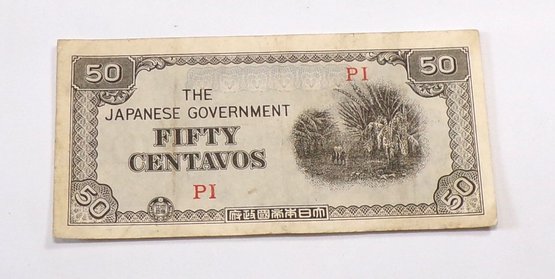 50
50
PI
THE
JAPANESE GOVERNMENT
FIFTY
CENTAVOS
PI
50
50
府政國帝本日大